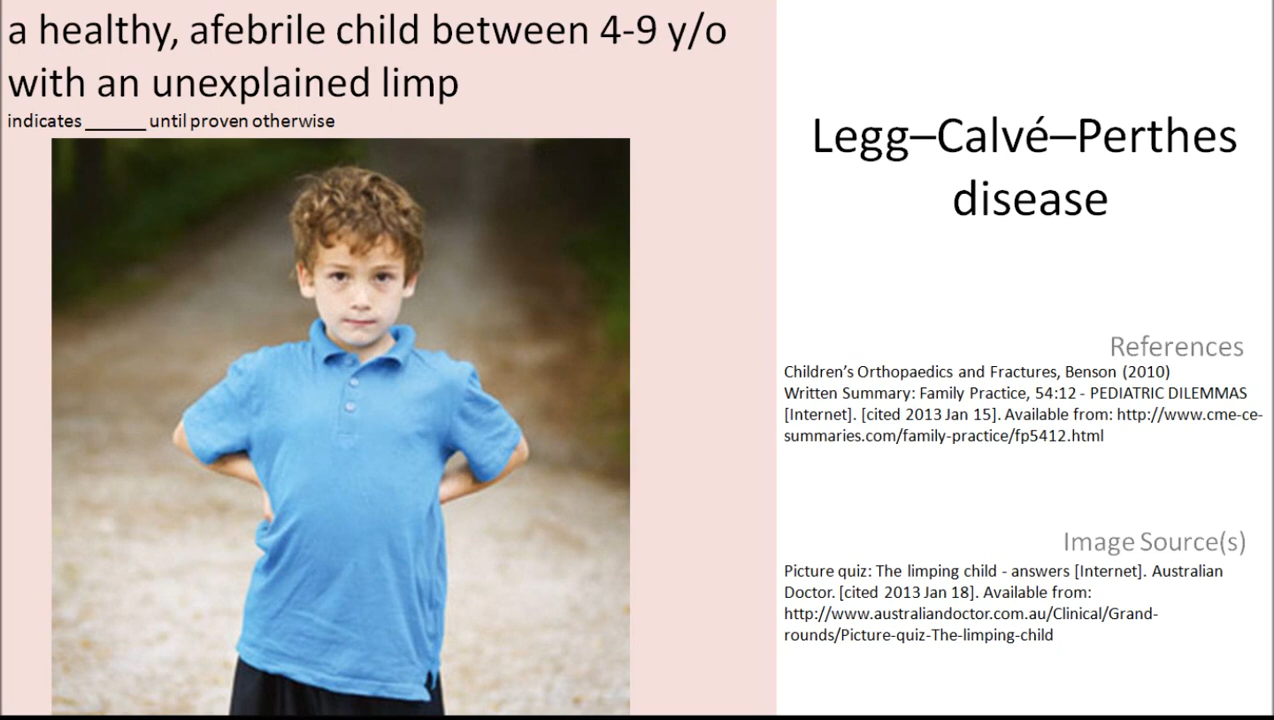 a healthy, afebrile child between 4-9 y/o
with an unexplained limp
indicates ______ until proven otherwise
Legg–Calvé–Perthes
disease
References
Children’s Orthopaedics and Fractures, Benson (2010)
Written Summary: Family Practice, 54:12 - PEDIATRIC DILEMMAS
[Internet]. [cited 2013 Jan 15]. Available from: http://www.cme-ce-
summaries.com/family-practice/fp5412.html
Image Source(s)
Picture quiz: The limping child - answers [Internet]. Australian
Doctor. [cited 2013 Jan 18]. Available from:
http://www.australiandoctor.com.au/Clinical/Grand-
rounds/Picture-quiz-The-limping-child